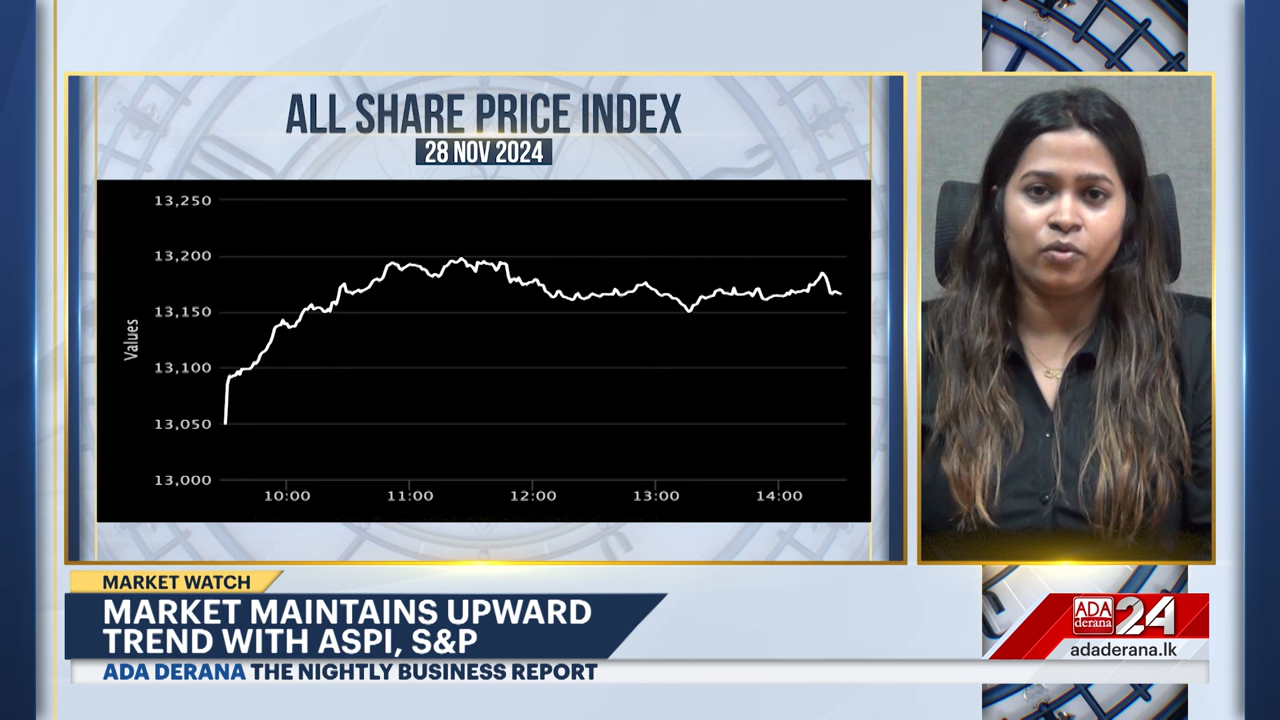 ALL SHARE PRICE INDEX
28 NOV 2024
13,250
13,200
13,150
13,100
13,050
13,000
Values
10:00 11:00 12:00 13:00 14:00
MARKET WATCH
MARKET MAINTAINS UPWARD
TREND WITH ASPI, S&P
ADA DERANA THE NIGHTLY BUSINESS REPORT
ADA
derana
24
adaderana.lk